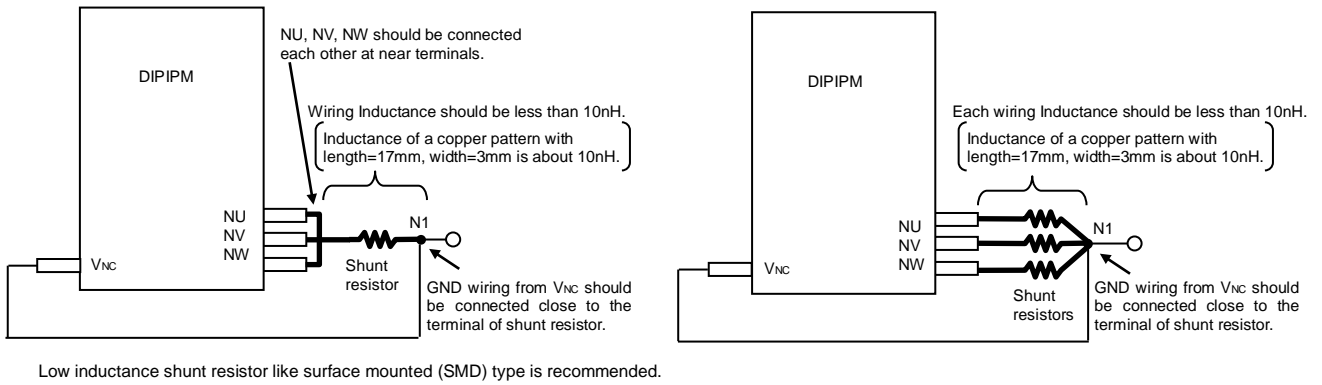 NU, NV, NW should be connected
each other at near terminals.
DIPIPM
Wiring Inductance should be less than 10nH.
Inductance of a copper pattern with
length=17mm, width=3mm is about 10nH.
NU
NV
NW
N1
VNC
Shunt
resistor
GND wiring from VNC should
be connected close to the
terminal of shunt resistor.
DIPIPM
Each wiring Inductance should be less than 10nH.
Inductance of a copper pattern with
length=17mm, width=3mm is about 10nH.
NU
NV
NW
N1
VNC
Shunt
resistors
GND wiring from VNC should
be connected close to the
terminal of shunt resistor.
Low inductance shunt resistor like surface mounted (SMD) type is recommended.